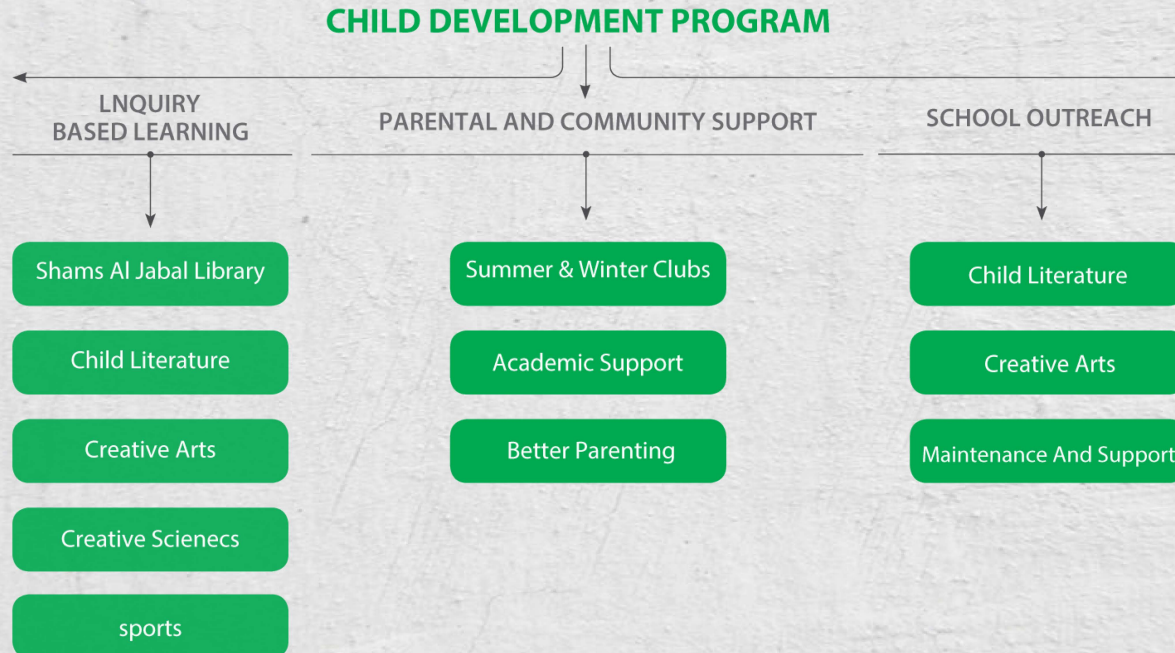 CHILD DEVELOPMENT PROGRAM
LNQUIRY
BASED LEARNING
Shams Al Jabal Library
Child Literature
Creative Arts
Creative Scienecs
sports
PARENTAL AND COMMUNITY SUPPORT
Summer & Winter Clubs
Academic Support
Better Parenting
SCHOOL OUTREACH
Child Literature
Creative Arts
Maintenance And Support